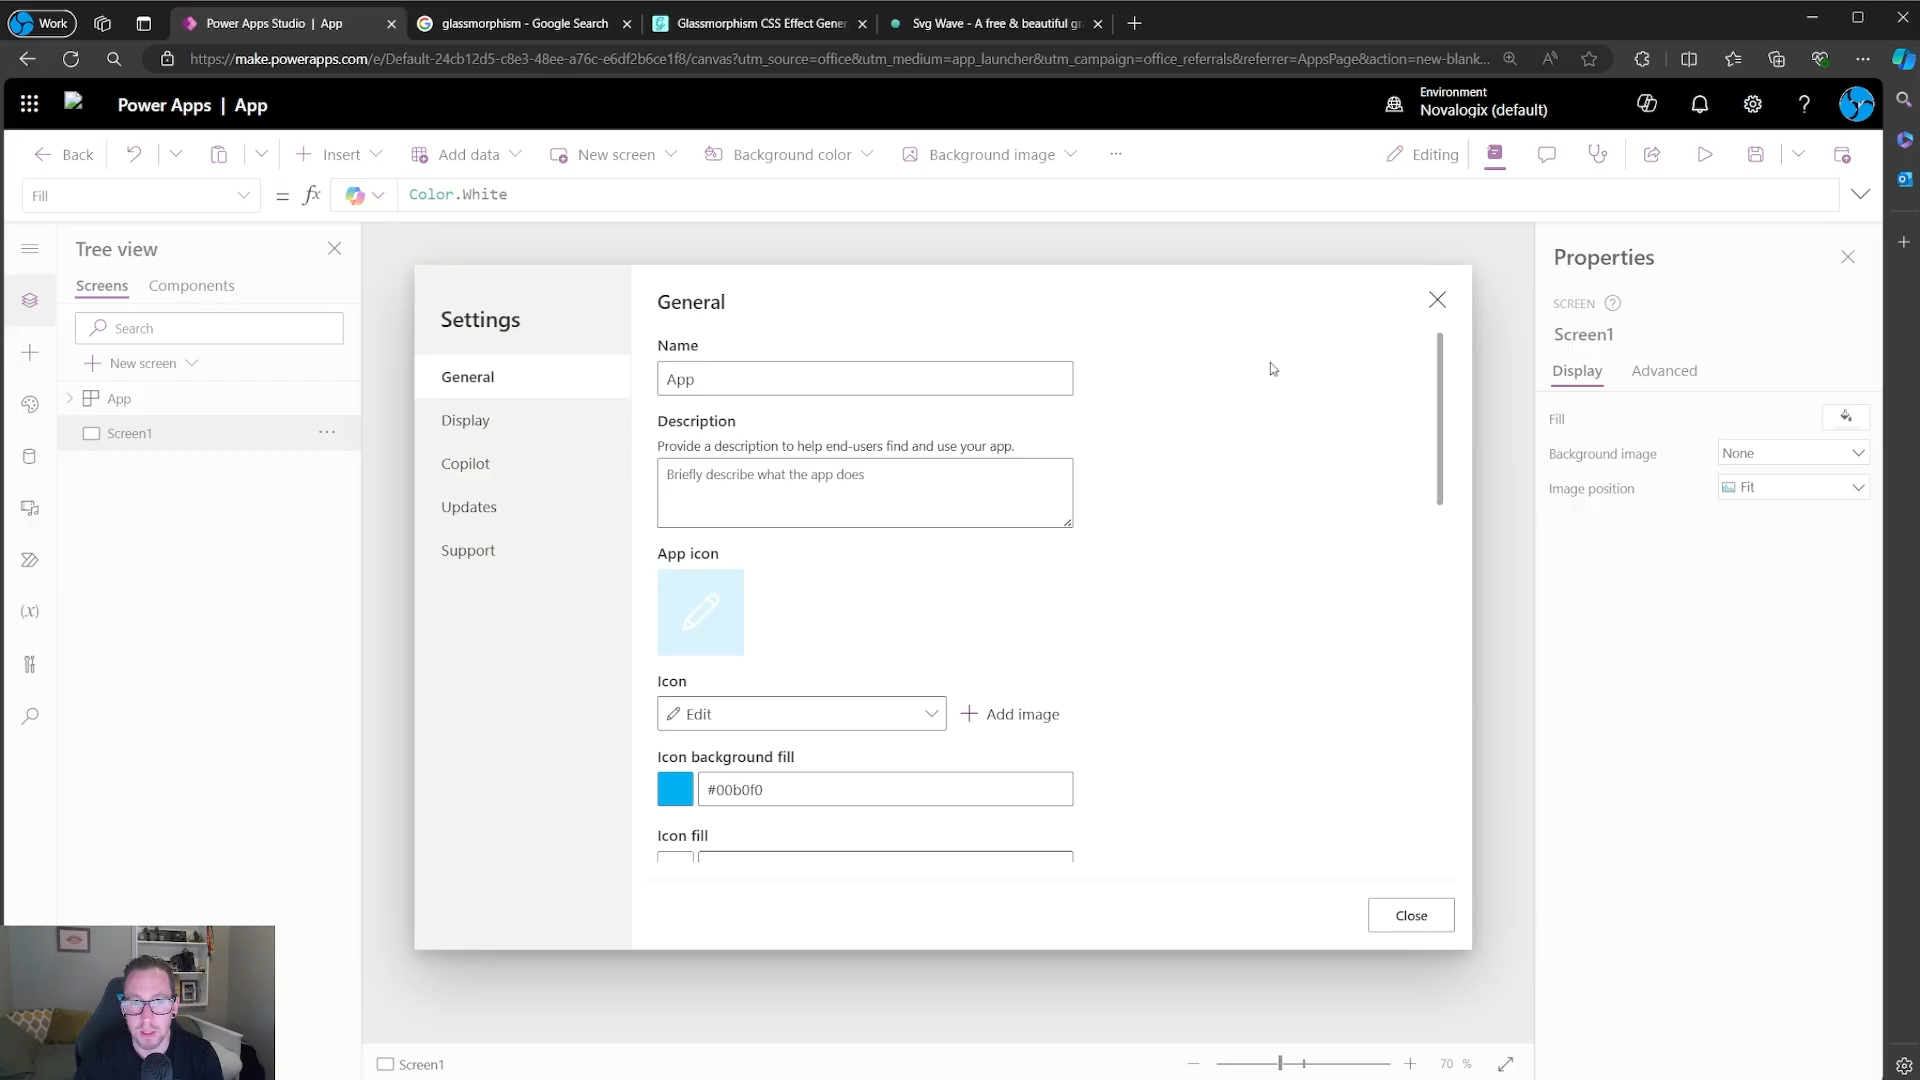 Work
Power Apps Studio | App
glassmorphism - Google Search
Glassmorphism CSS Effect Gener
Svg Wave - A free & beautiful gr
https://make.powerapps.com/e/Default-24cb12d5-c8e3-48ee-a76c-e6df2b6ce1f8/canvas?utm_source=office&utm_medium=app_launcher&utm_campaign=office_referrals&referrer=AppsPage&action=new-blank...
Power Apps | App
Environment
Novalogix (default)
Back
Insert
Add data
New screen
Background color
Background image
Editing
Fill
= fx
Color.White
Tree view
Screens
Components
Search
New screen
App
Screen1
Settings
General
Display
Copilot
Updates
Support
General
Name
App
Description
Provide a description to help end-users find and use your app.
Briefly describe what the app does
App icon
Icon
Edit
Add image
Icon background fill
#00b0f0
Icon fill
Close
Properties
SCREEN
Screen1
Display
Advanced
Fill
Background image
None
Image position
Fit
Screen1
70 %